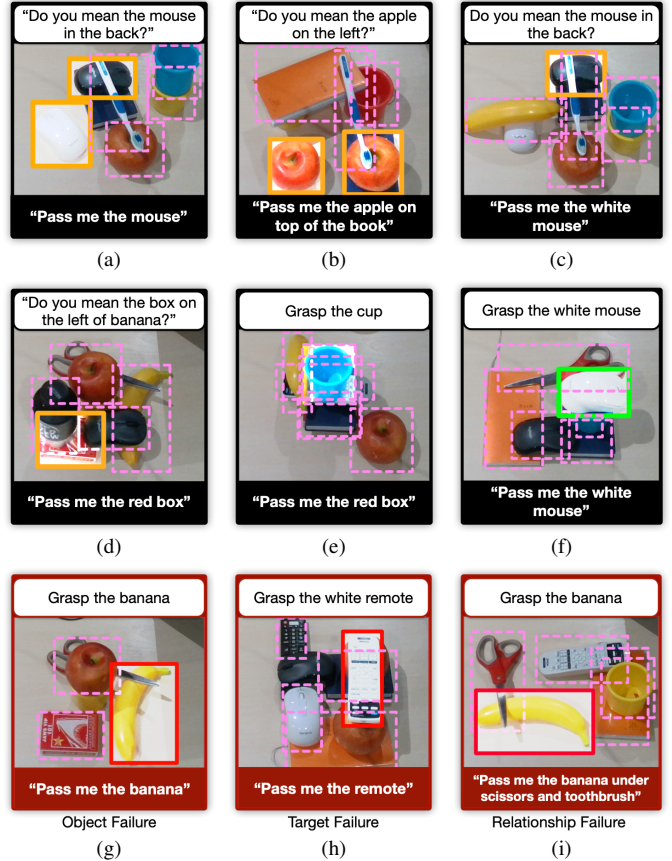 “Do you mean the mouse
in the back?”
“Pass me the mouse”
(a)
“Do you mean the apple
on the left?”
“Pass me the apple on
top of the book”
(b)
Do you mean the mouse in
the back?
“Pass me the white
mouse”
(c)
“Do you mean the box on
the left of banana?”
“Pass me the red box”
(d)
Grasp the cup
“Pass me the red box”
(e)
Grasp the white mouse
“Pass me the white
mouse”
(f)
Grasp the banana
“Pass me the banana”
Object Failure
(g)
Grasp the white remote
“Pass me the remote”
Target Failure
(h)
Grasp the banana
“Pass me the banana under
scissors and toothbrush”
Relationship Failure
(i)